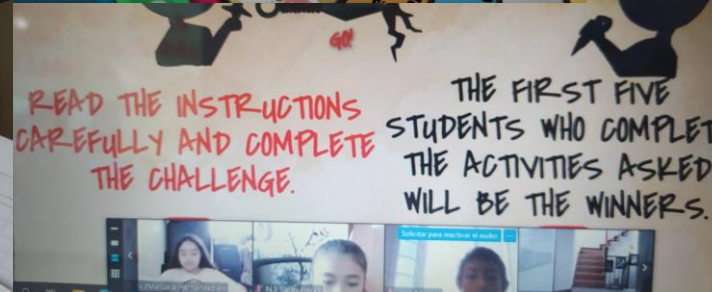 GO!
READ THE INSTRUCTIONS
CAREFULLY AND COMPLETE
THE CHALLENGE.
THE FIRST FIVE
STUDENTS WHO COMPLET
THE ACTIVITIES ASKED
WILL BE THE WINNERS.
Solicitar para reactivar el audio